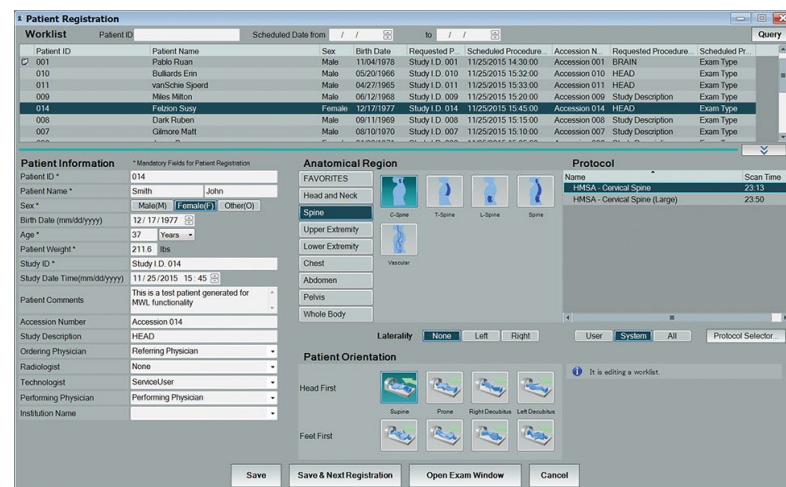 Patient Registration
Worklist Patient ID Scheduled Date from / / to / / Query
Patient ID Patient Name Sex Birth Date Requested P... Scheduled Procedure... Accession N... Requested Procedure... Scheduled Pr...
001 Pablo Ruan Male 11/04/1978 Study I.D. 001 11/25/2015 14:30:00 Accession 001 BRAIN Exam Type
010 Bulliards Erin Male 05/20/1966 Study I.D. 010 11/25/2015 15:32:00 Accession 010 HEAD Exam Type
011 vanSchie Sjoerd Male 04/27/1965 Study I.D. 011 11/25/2015 15:33:00 Accession 011 HEAD Exam Type
009 Miles Milton Male 06/12/1968 Study I.D. 009 11/25/2015 15:20:00 Accession 009 Study Description Exam Type
014 Felzion Susy Female 12/17/1977 Study I.D. 014 11/25/2015 15:45:00 Accession 014 HEAD Exam Type
008 Dark Ruben Male 09/11/1969 Study I.D. 008 11/25/2015 15:15:00 Accession 008 Study Description Exam Type
007 Gilmore Matt Male 08/10/1970 Study I.D. 007 11/25/2015 15:10:00 Accession 007 Study Description Exam Type
Patient Information * Mandatory Fields for Patient Registration
Patient ID * 014
Patient Name * Smith John
Sex * Male(M) Female(F) Other(O)
Birth Date (mm/dd/yyyy) 12/17/1977
Age * 37 Years
Patient Weight * 211.6 lbs
Study ID * Study I.D. 014
Study Date Time(mm/dd/yyyy) 11/25/2015 15:45
Patient Comments This is a test patient generated for
MWL functionality
Accession Number Accession 014
Study Description HEAD
Ordering Physician Referring Physician
Radiologist None
Technologist ServiceUser
Performing Physician Performing Physician
Institution Name
Anatomical Region
FAVORITES
Head and Neck
Spine
Upper Extremity
Lower Extremity
Chest
Abdomen
Pelvis
Whole Body
C-Spine T-Spine L-Spine Spine
Vascular
Laterality None Left Right
Patient Orientation
Head First
Supine Prone Right Decubitus Left Decubitus
Feet First
Protocol
Name Scan Time
HMSA - Cervical Spine 23:13
HMSA - Cervical Spine (Large) 23:50
User System All Protocol Selector...
It is editing a worklist.
Save Save & Next Registration Open Exam Window Cancel